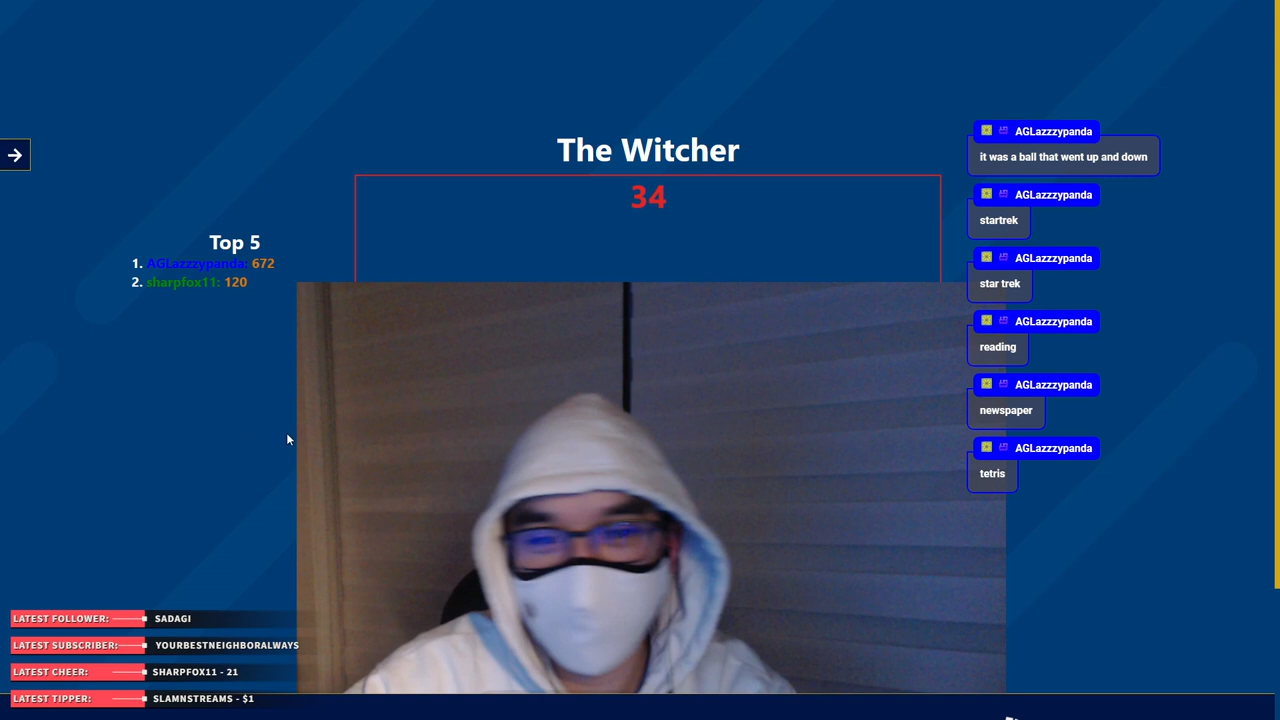 The Witcher
34
Top 5
1. AGLazzzypanda: 672
2. sharpfox11: 120
AGLazzzypanda
it was a ball that went up and down
AGLazzzypanda
startrek
AGLazzzypanda
star trek
AGLazzzypanda
reading
AGLazzzypanda
newspaper
AGLazzzypanda
tetris
LATEST FOLLOWER: SADAGI
LATEST SUBSCRIBER: YOURBESTNEIGHBORALWAYS
LATEST CHEER: SHARPFOX11 - 21
LATEST TIPPER: SLAMNSTREAMS - $1